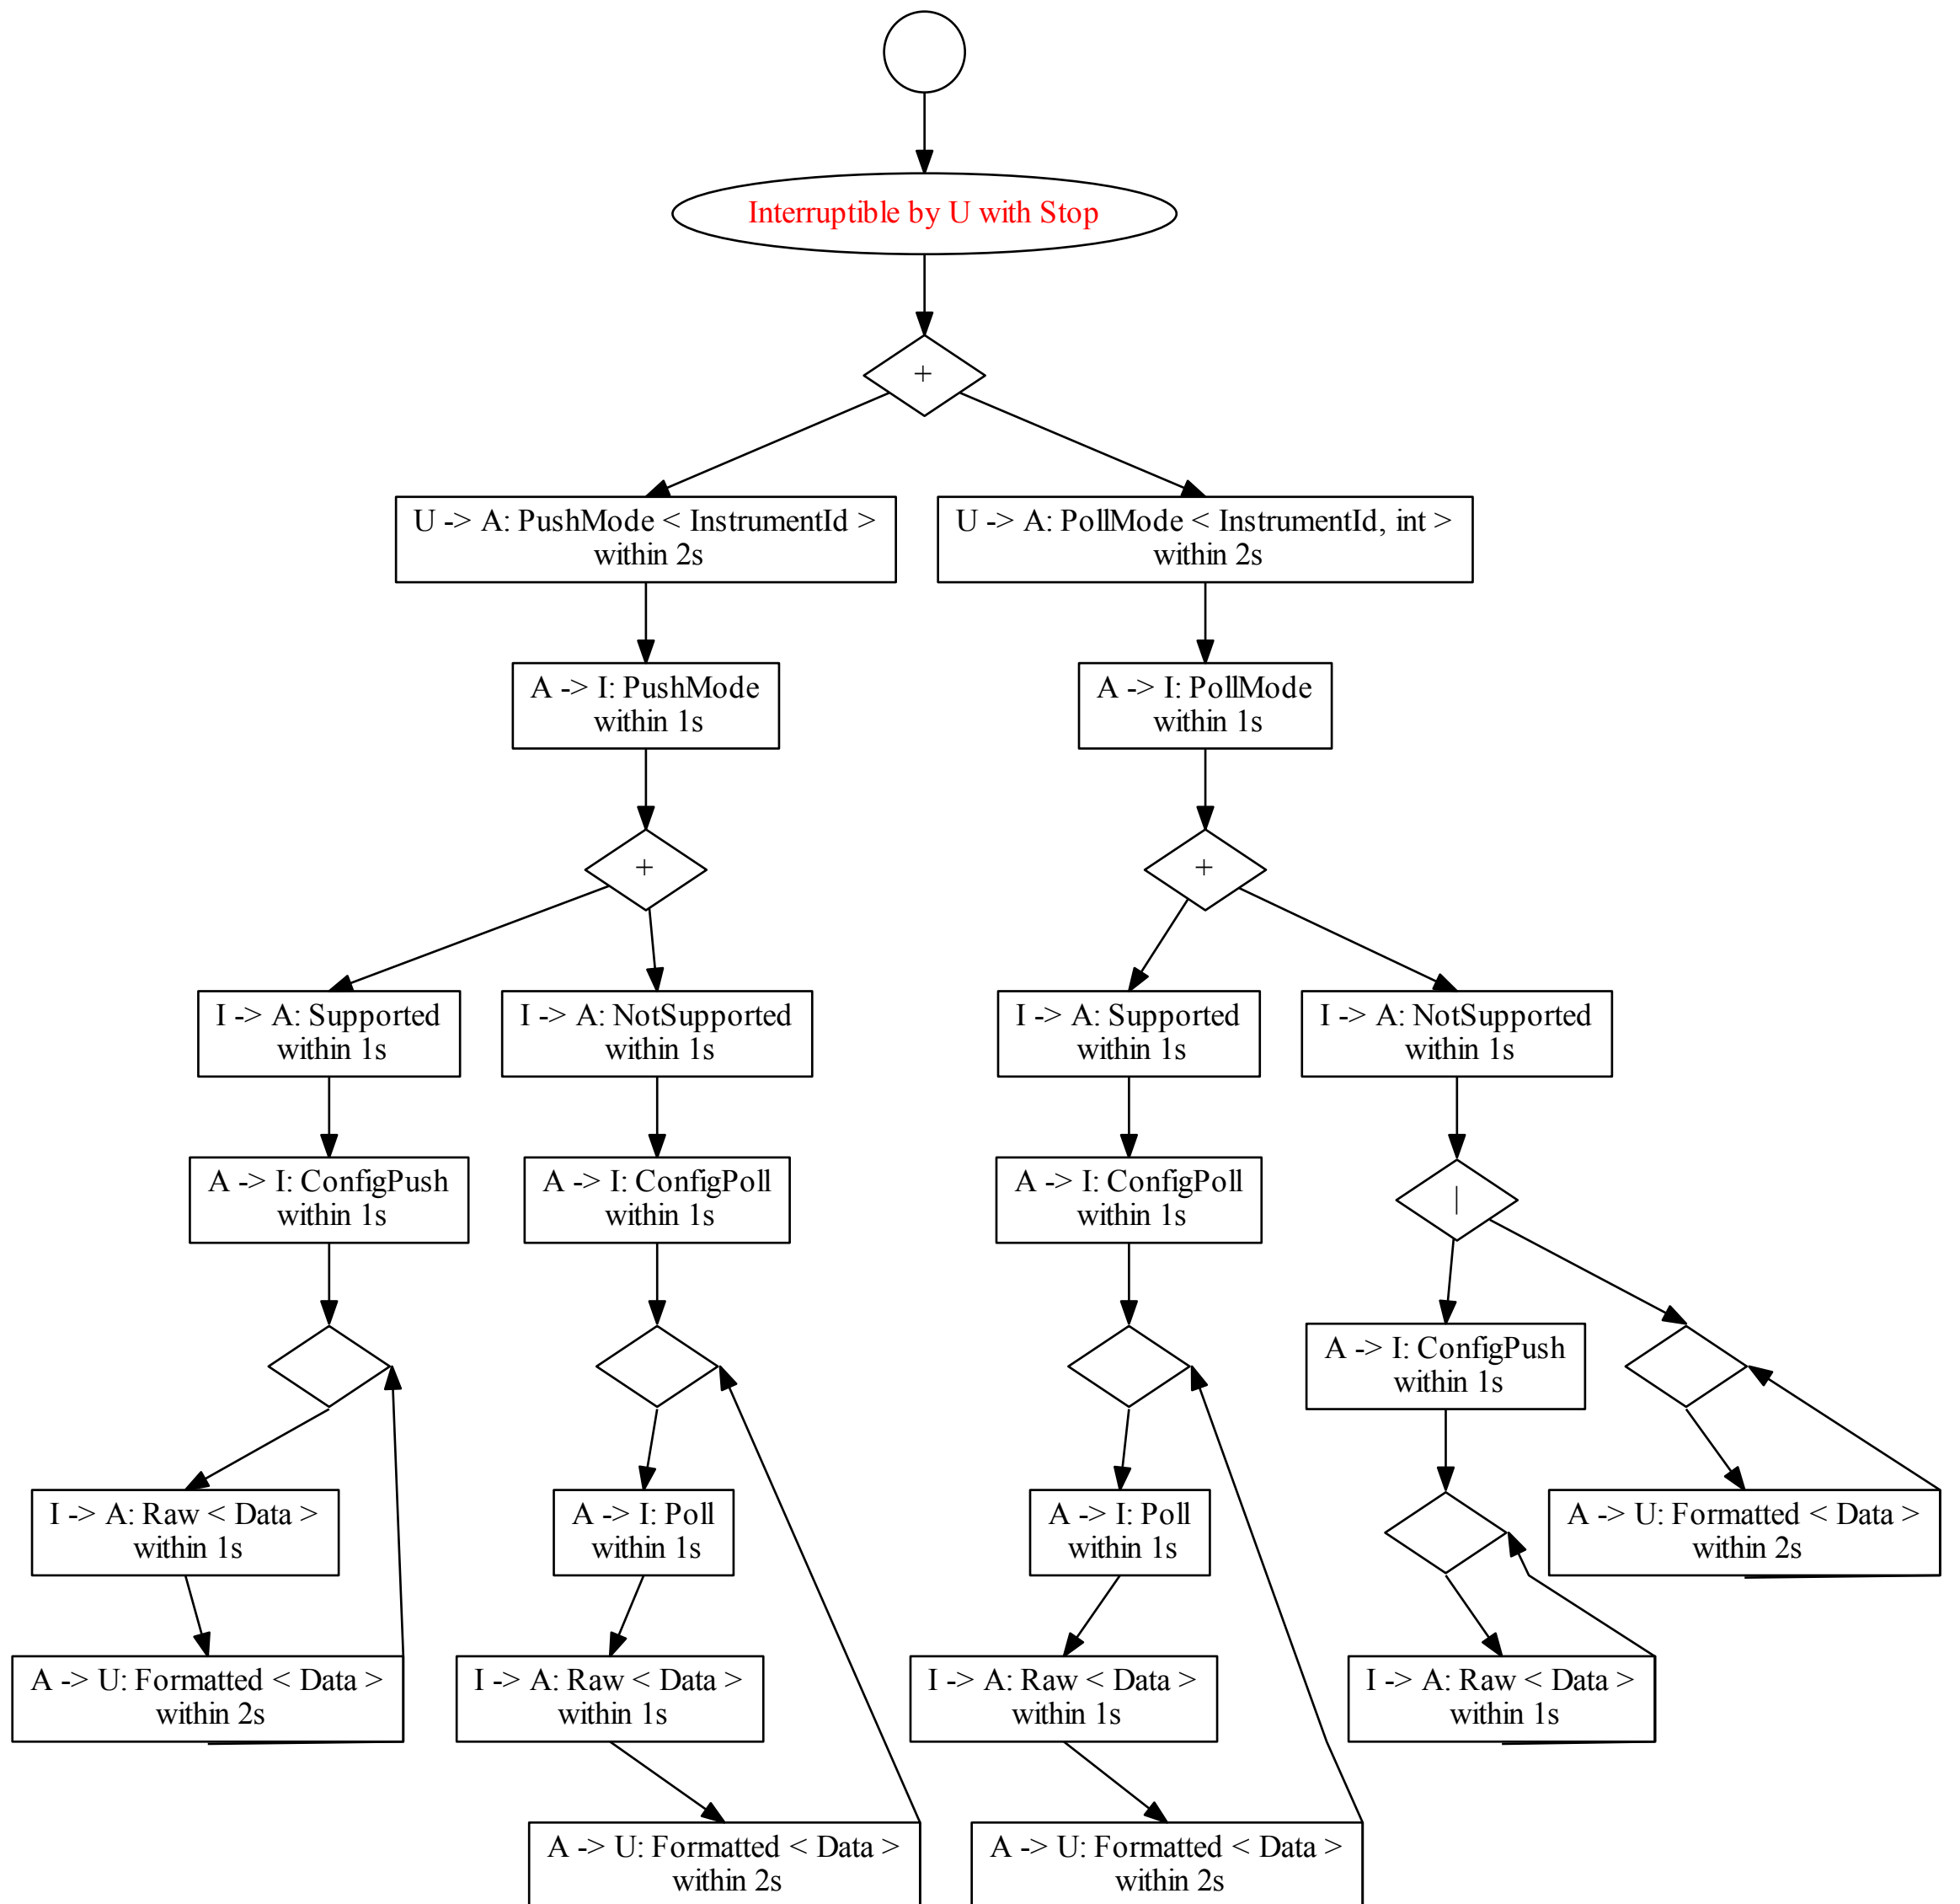 Interruptible by U with Stop
+
U -> A: PushMode < InstrumentId >
within 2s
U -> A: PollMode < InstrumentId, int >
within 2s
A -> I: PushMode
within 1s
A -> I: PollMode
within 1s
+
+
I -> A: Supported
within 1s
I -> A: NotSupported
within 1s
I -> A: Supported
within 1s
I -> A: NotSupported
within 1s
A -> I: ConfigPush
within 1s
A -> I: ConfigPoll
within 1s
A -> I: ConfigPoll
within 1s
|
A -> I: ConfigPush
within 1s
I -> A: Raw < Data >
within 1s
A -> I: Poll
within 1s
A -> I: Poll
within 1s
A -> U: Formatted < Data >
within 2s
A -> U: Formatted < Data >
within 2s
I -> A: Raw < Data >
within 1s
I -> A: Raw < Data >
within 1s
I -> A: Raw < Data >
within 1s
A -> U: Formatted < Data >
within 2s
A -> U: Formatted < Data >
within 2s